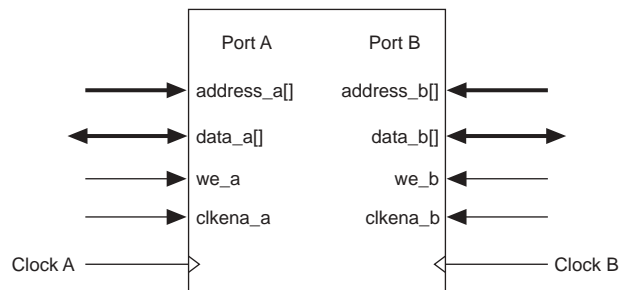 Port A Port B
address_a[] address_b[]
data_a[] data_b[]
we_a we_b
clkena_a clkena_b
Clock A Clock B